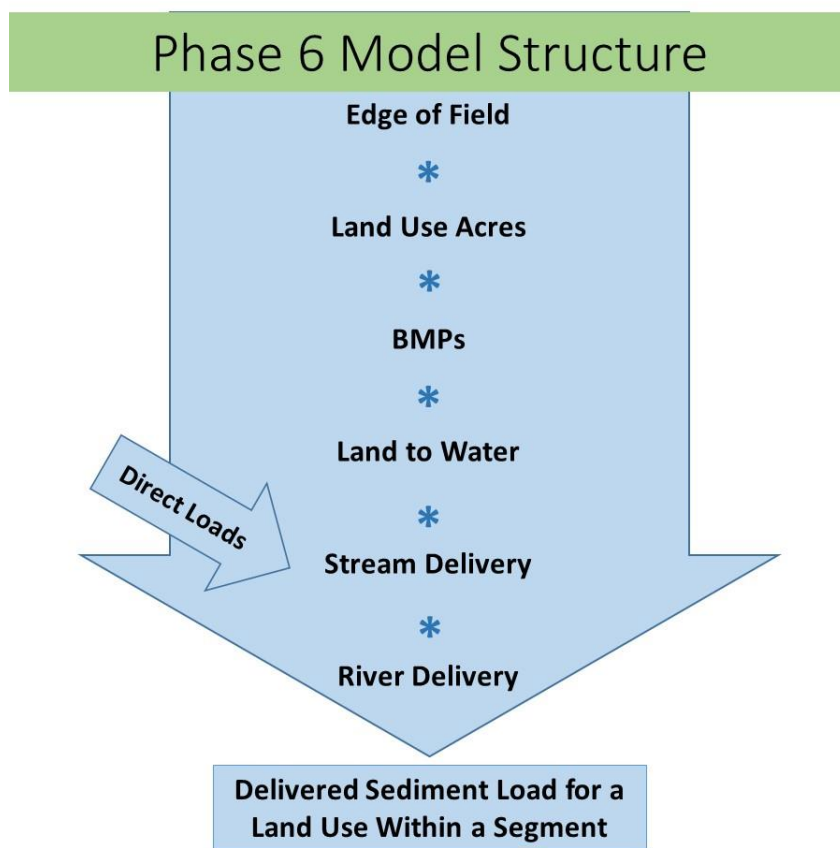 Phase 6 Model Structure
Edge of Field
*
Land Use Acres
*
BMPs
*
Land to Water
*
Direct Loads
Stream Delivery
*
River Delivery
Delivered Sediment Load for a
Land Use Within a Segment